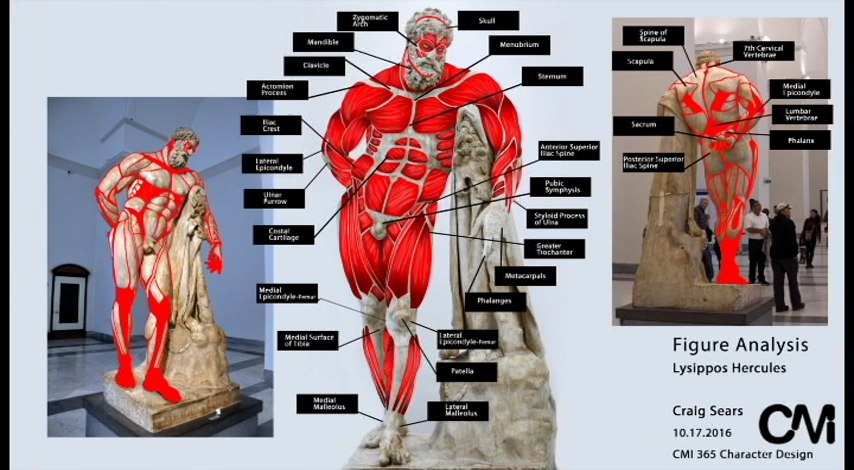 Zygomatic
Arch
Skull
Mandible
Menubrium
Clavicle
Sternum
Acromion
Process
Iliac
Crest
Anterior Superior
Iliac Spine
Lateral
Epicondyle
Pubic
Symphysis
Ulnar
Furrow
Styloid Process
of Ulna
Costal
Cartilage
Greater
Trochanter
Metacarpals
Medial
Epicondyle-Femur
Phalanges
Medial Surface
of Tibia
Lateral
Epicondyle-Femur
Patella
Medial
Malleolus
Lateral
Malleolus
Spine of
Scapula
7th Cervical
Vertebrae
Scapula
Medial
Epicondyle
Lumbar
Vertebrae
Sacrum
Phalanx
Posterior Superior
Iliac Spine
Figure Analysis
Lysippos Hercules
Craig Sears
10.17.2016
CMI 365 Character Design
CMi